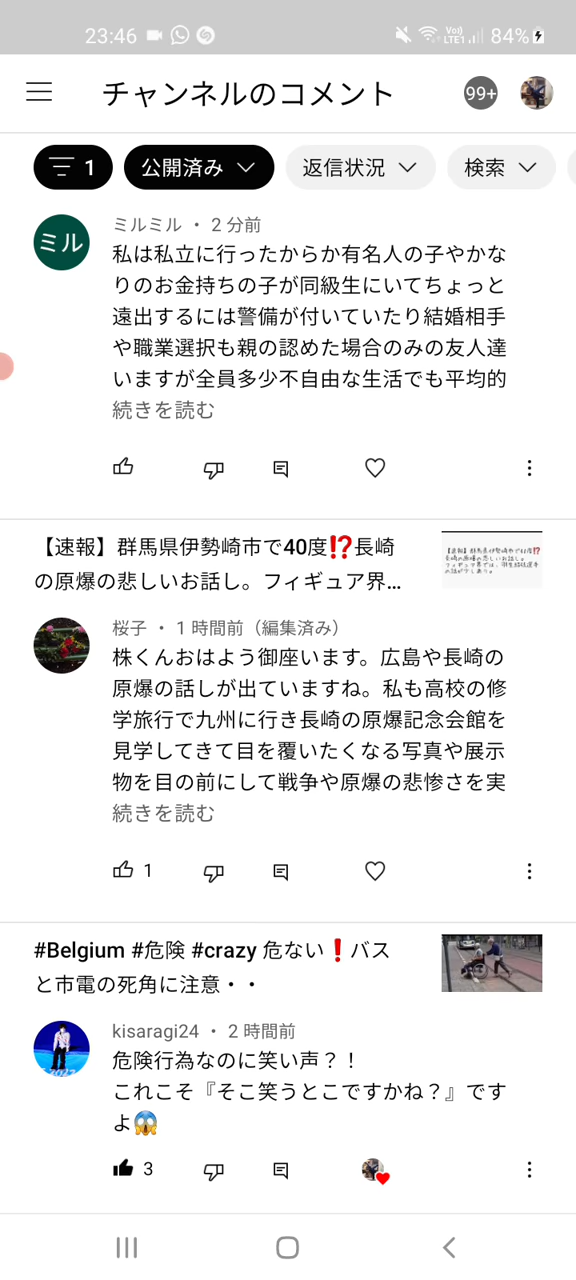 23:46 Vo) LTE1 84%
チャンネルのコメント 99+
1 公開済み 返信状況 検索
ミル ミルミル ・ 2 分前
私は私立に行ったからか有名人の子やかな
りのお金持ちの子が同級生にいてちょっと
遠出するには警備が付いていたり結婚相手
や職業選択も親の認めた場合のみの友人達
いますが全員多少不自由な生活でも平均的
続きを読む
【速報】群馬県伊勢崎市で40度⁉️長崎
の原爆の悲しいお話し。フィギュア界...
桜子 ・ 1 時間前（編集済み）
株くんおはよう御座います。広島や長崎の
原爆の話しが出ていますね。私も高校の修
学旅行で九州に行き長崎の原爆記念会館を
見学してきて目を覆いたくなる写真や展示
物を目の前にして戦争や原爆の悲惨さを実
続きを読む
1
#Belgium #危険 #crazy 危ない❗バス
と市電の死角に注意・・
kisaragi24 ・ 2 時間前
危険行為なのに笑い声？！
これこそ『そこ笑うとこですかね？』です
よ😱
3